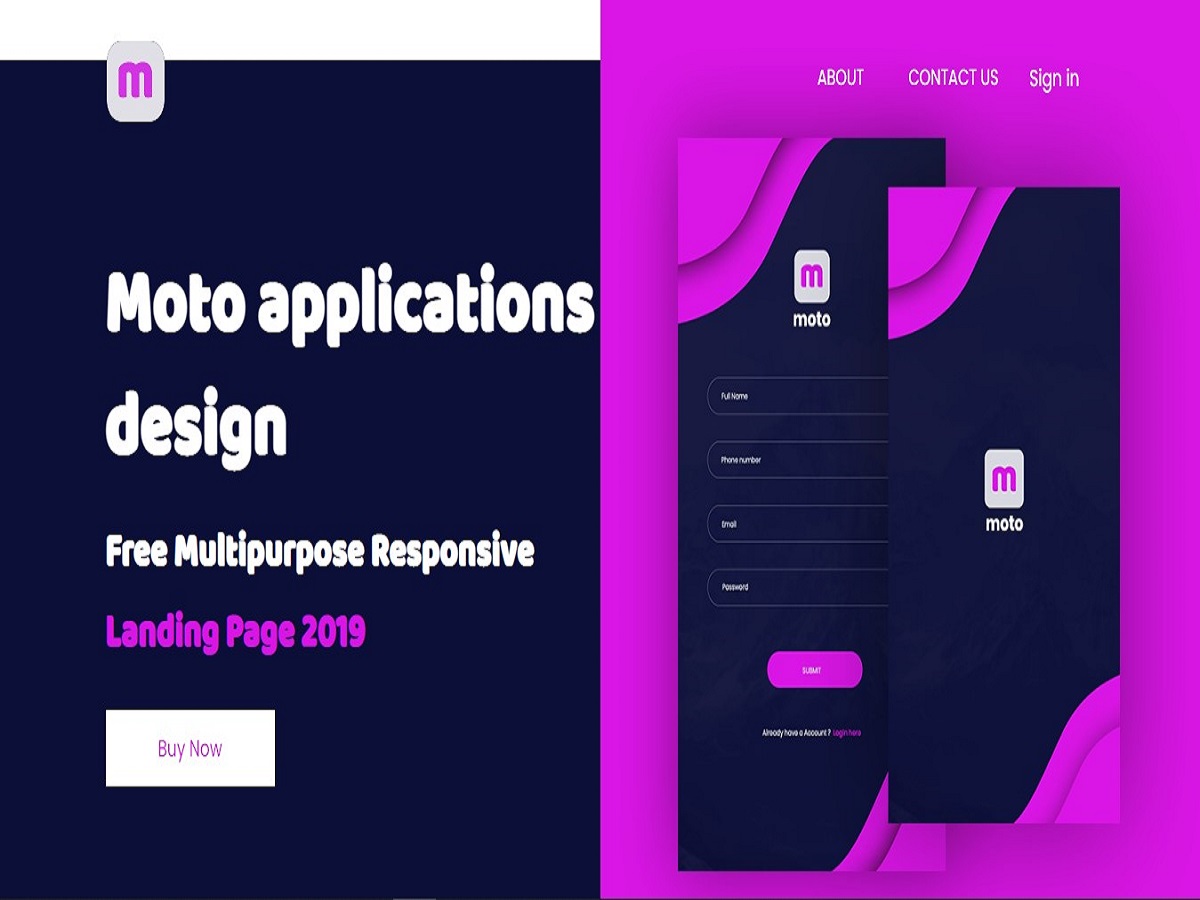 m
ABOUT CONTACT US Sign in
Moto applications
design
Free Multipurpose Responsive
Landing Page 2019
Buy Now
m
moto
Full Name
Phone number
Email
Password
SUBMIT
Already have a Account ? Login here
m
moto